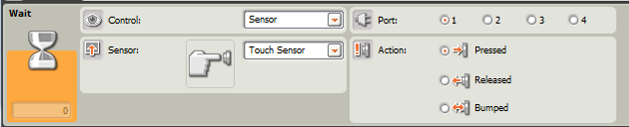 Wait
Control: Sensor
Port: 1 2 3 4
Sensor: Touch Sensor
Action: Pressed
Released
Bumped
0